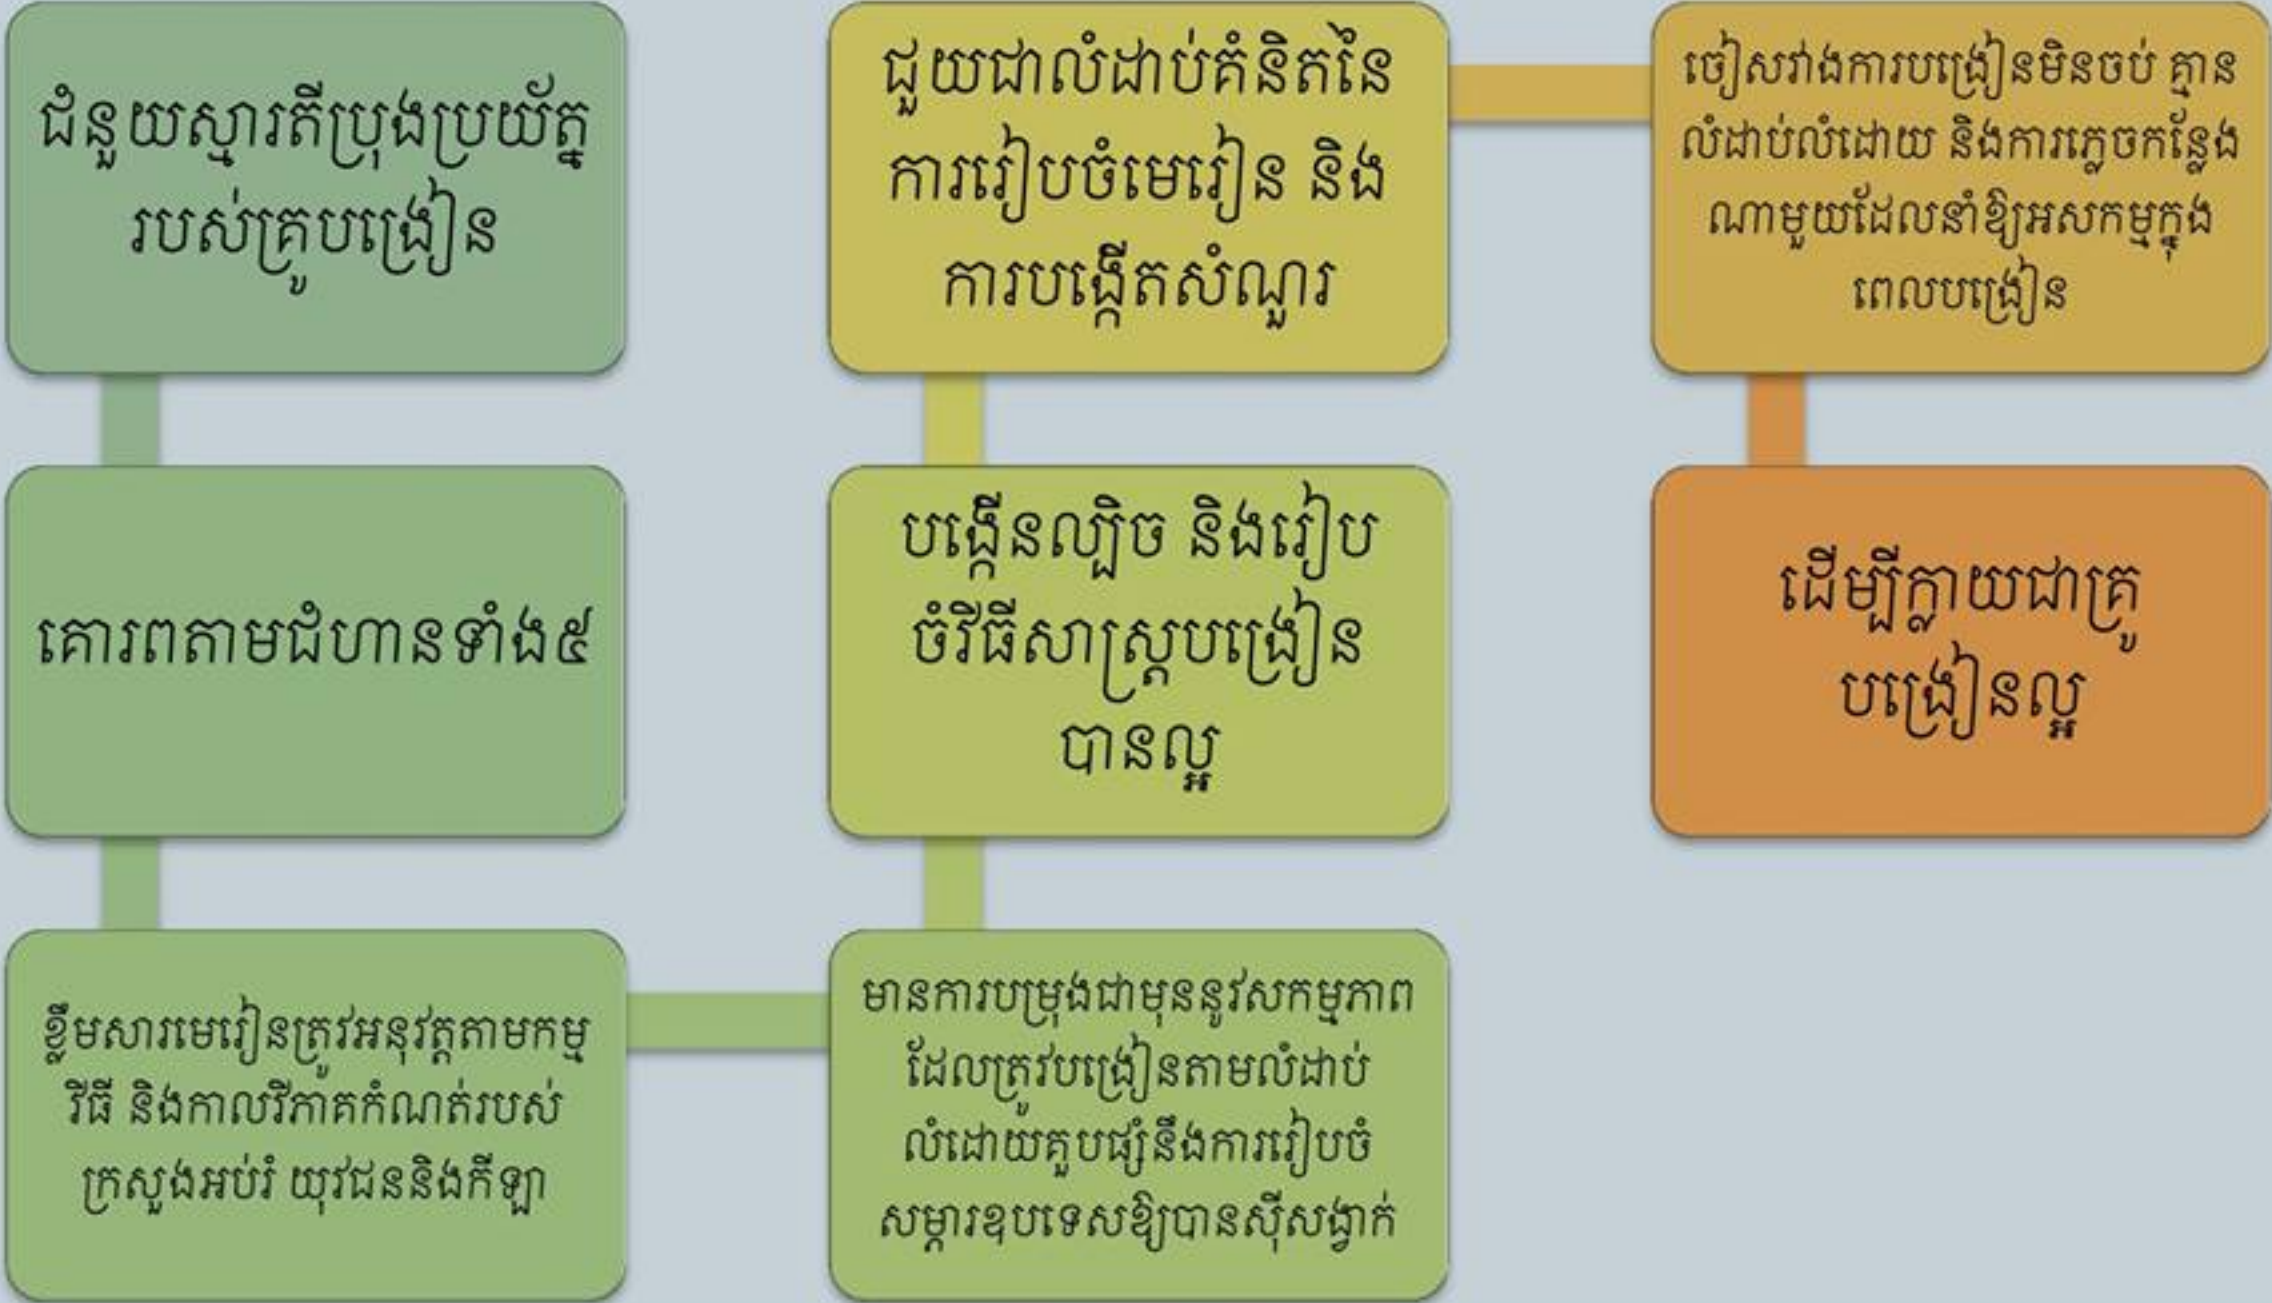 ជំនួយស្មារតីប្រុងប្រយ័ត្ន
របស់គ្រូបង្រៀន
គោរពតាមជំហានទាំង៥
ខ្លឹមសារមេរៀនត្រូវអនុវត្តតាមកម្ម
វិធី និងកាលវិភាគកំណត់របស់
ក្រសួងអប់រំ យុវជននិងកីឡា
មានការបម្រុងជាមុននូវសកម្មភាព
ដែលត្រូវបង្រៀនតាមលំដាប់
លំដោយគួបផ្សំនឹងការរៀបចំ
សម្ភារឧបទេសឱ្យបានស៊ីសង្វាក់
បង្កើនល្បិច និងរៀប
ចំវិធីសាស្ត្របង្រៀន
បានល្អ
ជួយជាលំដាប់គំនិតនៃ
ការរៀបចំមេរៀន និង
ការបង្កើតសំណួរ
ចៀសវាងការបង្រៀនមិនចប់ គ្មាន
លំដាប់លំដោយ និងការភ្លេចកន្លែង
ណាមួយដែលនាំឱ្យអសកម្មក្នុង
ពេលបង្រៀន
ដើម្បីក្លាយជាគ្រូ
បង្រៀនល្អ